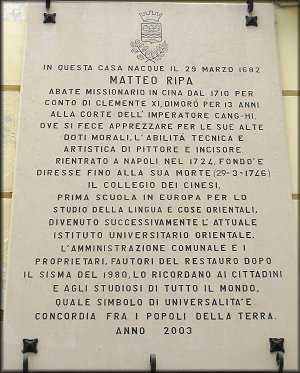 IN QUESTA CASA NACQUE IL 29 MARZO 1682
MATTEO RIPA
ABATE MISSIONARIO IN CINA DAL 1710 PER
CONTO DI CLEMENTE XI, DIMORÓ PER 13 ANNI
ALLA CORTE DELL'IMPERATORE CANG-HI,
OVE SI FECE APPREZZARE PER LE SUE ALTE
DOTI MORALI, L'ABILITÁ TECNICA E
ARTISTICA DI PITTORE E INCISORE.
RIENTRATO A NAPOLI NEL 1724, FONDO'E
DIRESSE FINO ALLA SUA MORTE (29-3-1746)
IL COLLEGIO DEI CINESI,
PRIMA SCUOLA IN EUROPA PER LO
STUDIO DELLA LINGUA E COSE ORIENTALI,
DIVENUTO SUCCESSIVAMENTE L'ATTUALE
ISTITUTO UNIVERSITARIO ORIENTALE.
L'AMMINISTRAZIONE COMUNALE E I
PROPRIETARI, FAUTORI DEL RESTAURO DOPO
IL SISMA DEL 1980, LO RICORDANO AI CITTADINI
E AGLI STUDIOSI DI TUTTO IL MONDO,
QUALE SIMBOLO DI UNIVERSALITA'E
CONCORDIA FRA I POPOLI DELLA TERRA.
ANNO 2003